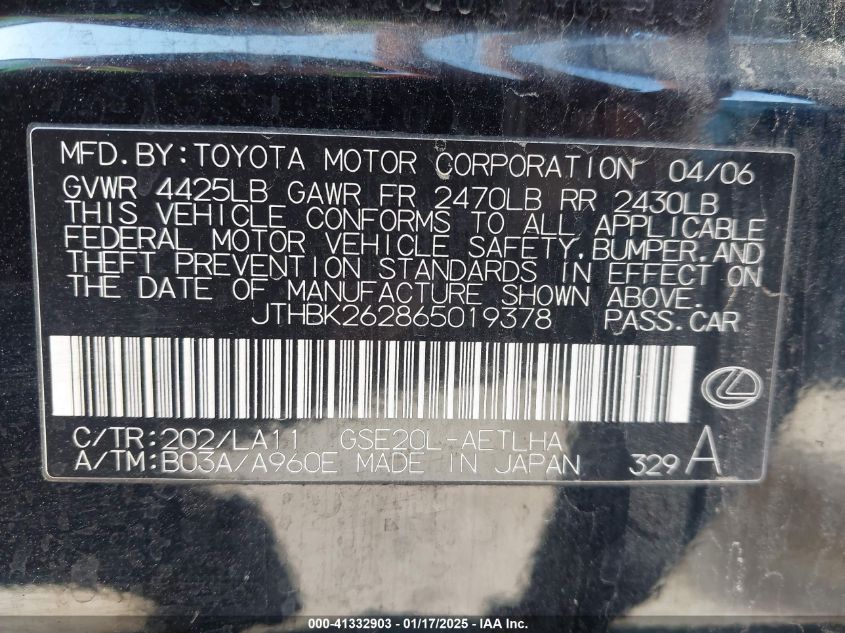 MFD.BY:TOYOTA MOTOR CORPORATION 04/06
GVWR 4425LB GAWR FR 2470LB RR 2430LB
THIS VEHICLE CONFORMS TO ALL APPLICABLE
FEDERAL MOTOR VEHICLE SAFETY,BUMPER,AND
THEFT PREVENTION STANDARDS IN EFFECT ON
THE DATE OF MANUFACTURE SHOWN ABOVE.
JTHBK262865019378 PASS.CAR
C/TR:202/LA11 GSE20L-AETLHA
A/TM:B03A/A960E MADE IN JAPAN 329 A
000-41332903 - 01/17/2025 - IAA Inc.